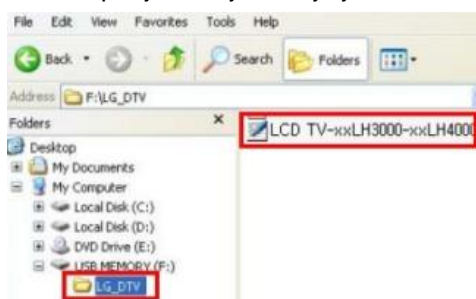 File Edit View Favorites Tools Help
Back Search Folders
Address F:\LG_DTV
Folders
LCD TV-xxLH3000-xxLH4000
Desktop
My Documents
My Computer
Local Disk (C:)
Local Disk (D:)
DVD Drive (E:)
USB MEMORY (F:)
LG_DTV